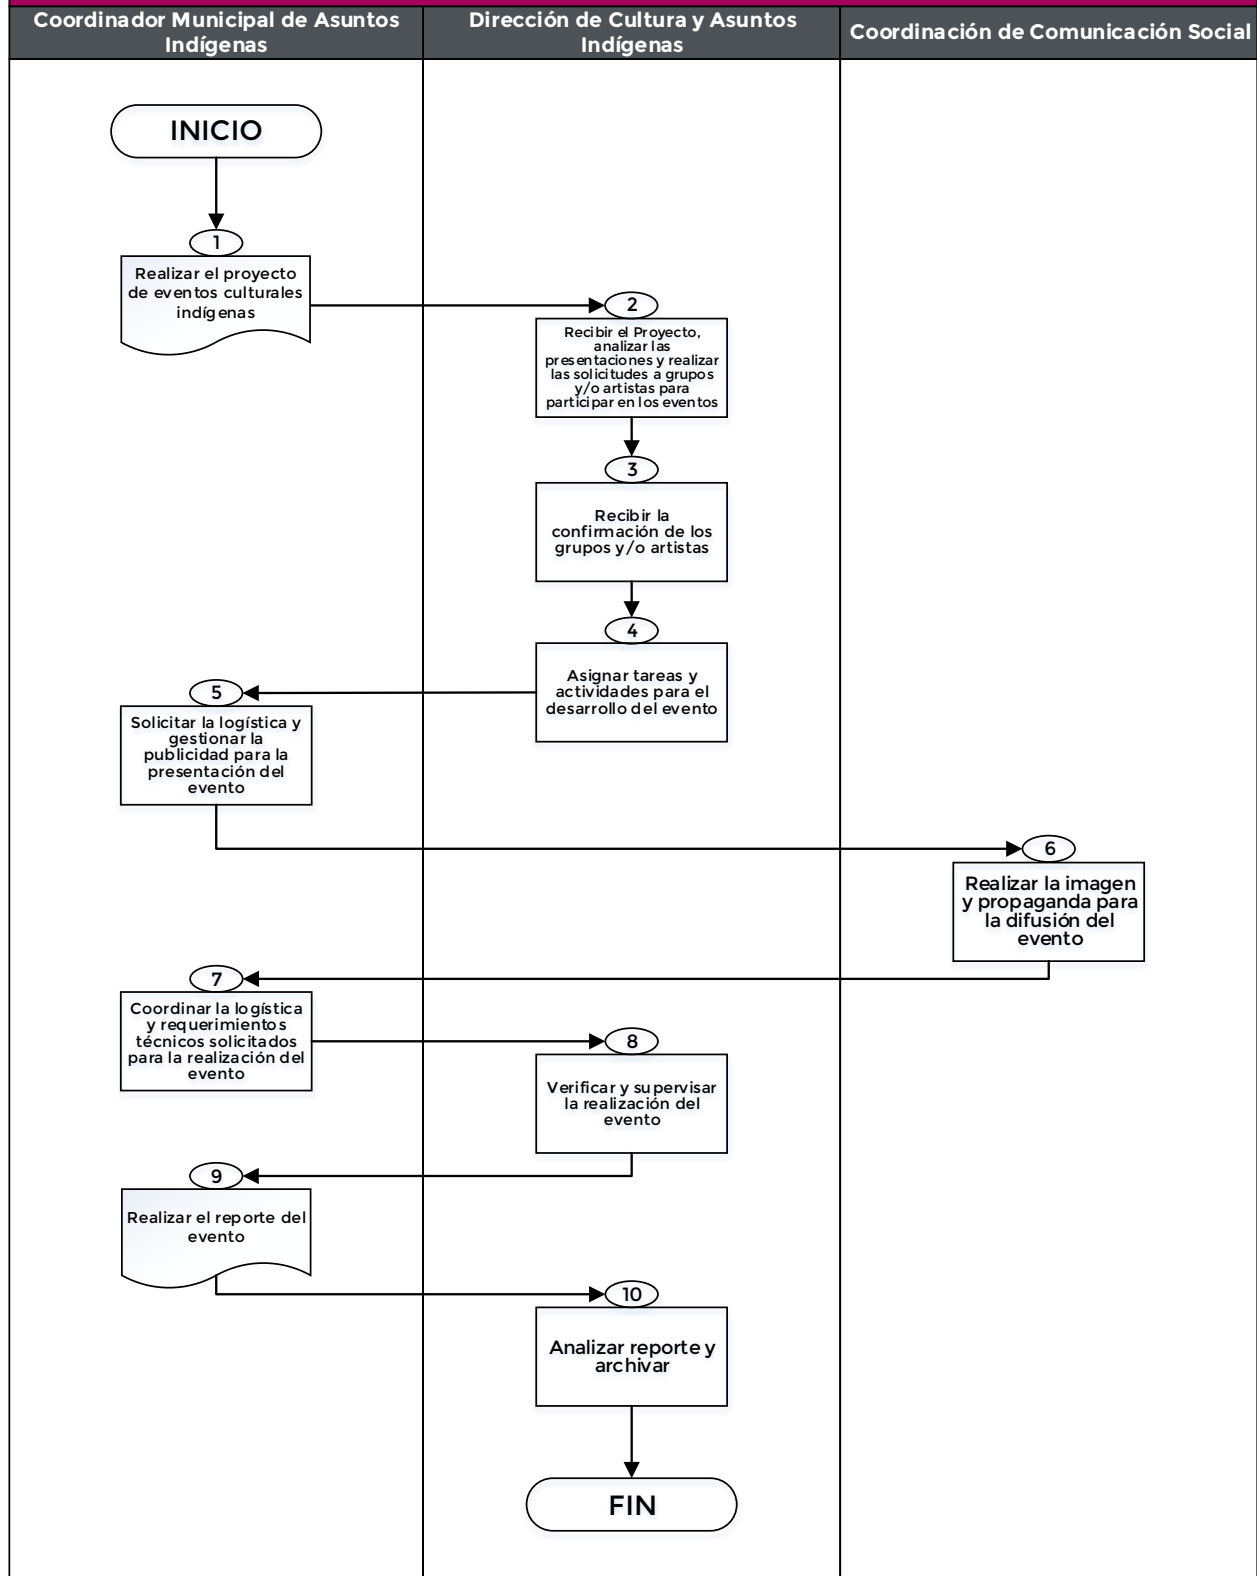 Coordinador Municipal de Asuntos
Indígenas
Dirección de Cultura y Asuntos
Indígenas
Coordinación de Comunicación Social
INICIO
1
Realizar el proyecto
de eventos culturales
indígenas
2
Recibir el Proyecto,
analizar las
presentaciones y realizar
las solicitudes a grupos
y/o artistas para
participar en los eventos
3
Recibir la
confirmación de los
grupos y/o artistas
4
Asignar tareas y
actividades para el
desarrollo del evento
5
Solicitar la logística y
gestionar la
publicidad para la
presentación del
evento
6
Realizar la imagen
y propaganda para
la difusión del
evento
7
Coordinar la logística
y requerimientos
técnicos solicitados
para la realización del
evento
8
Verificar y supervisar
la realización del
evento
9
Realizar el reporte del
evento
10
Analizar reporte y
archivar
FIN